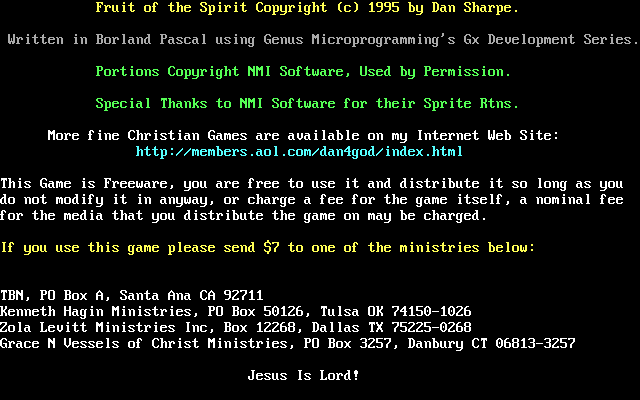 Fruit of the Spirit Copyright (c) 1995 by Dan Sharpe.
Written in Borland Pascal using Genus Microprogramming's Gx Development Series.
Portions Copyright NMI Software, Used by Permission.
Special Thanks to NMI Software for their Sprite Rtns.
More fine Christian Games are available on my Internet Web Site:
http://members.aol.com/dan4god/index.html
This Game is Freeware, you are free to use it and distribute it so long as you
do not modify it in anyway, or charge a fee for the game itself, a nominal fee
for the media that you distribute the game on may be charged.
If you use this game please send $7 to one of the ministries below:
TBN, PO Box A, Santa Ana CA 92711
Kenneth Hagin Ministries, PO Box 50126, Tulsa OK 74150-1026
Zola Levitt Ministries Inc, Box 12268, Dallas TX 75225-0268
Grace N Vessels of Christ Ministries, PO Box 3257, Danbury CT 06813-3257
Jesus Is Lord!